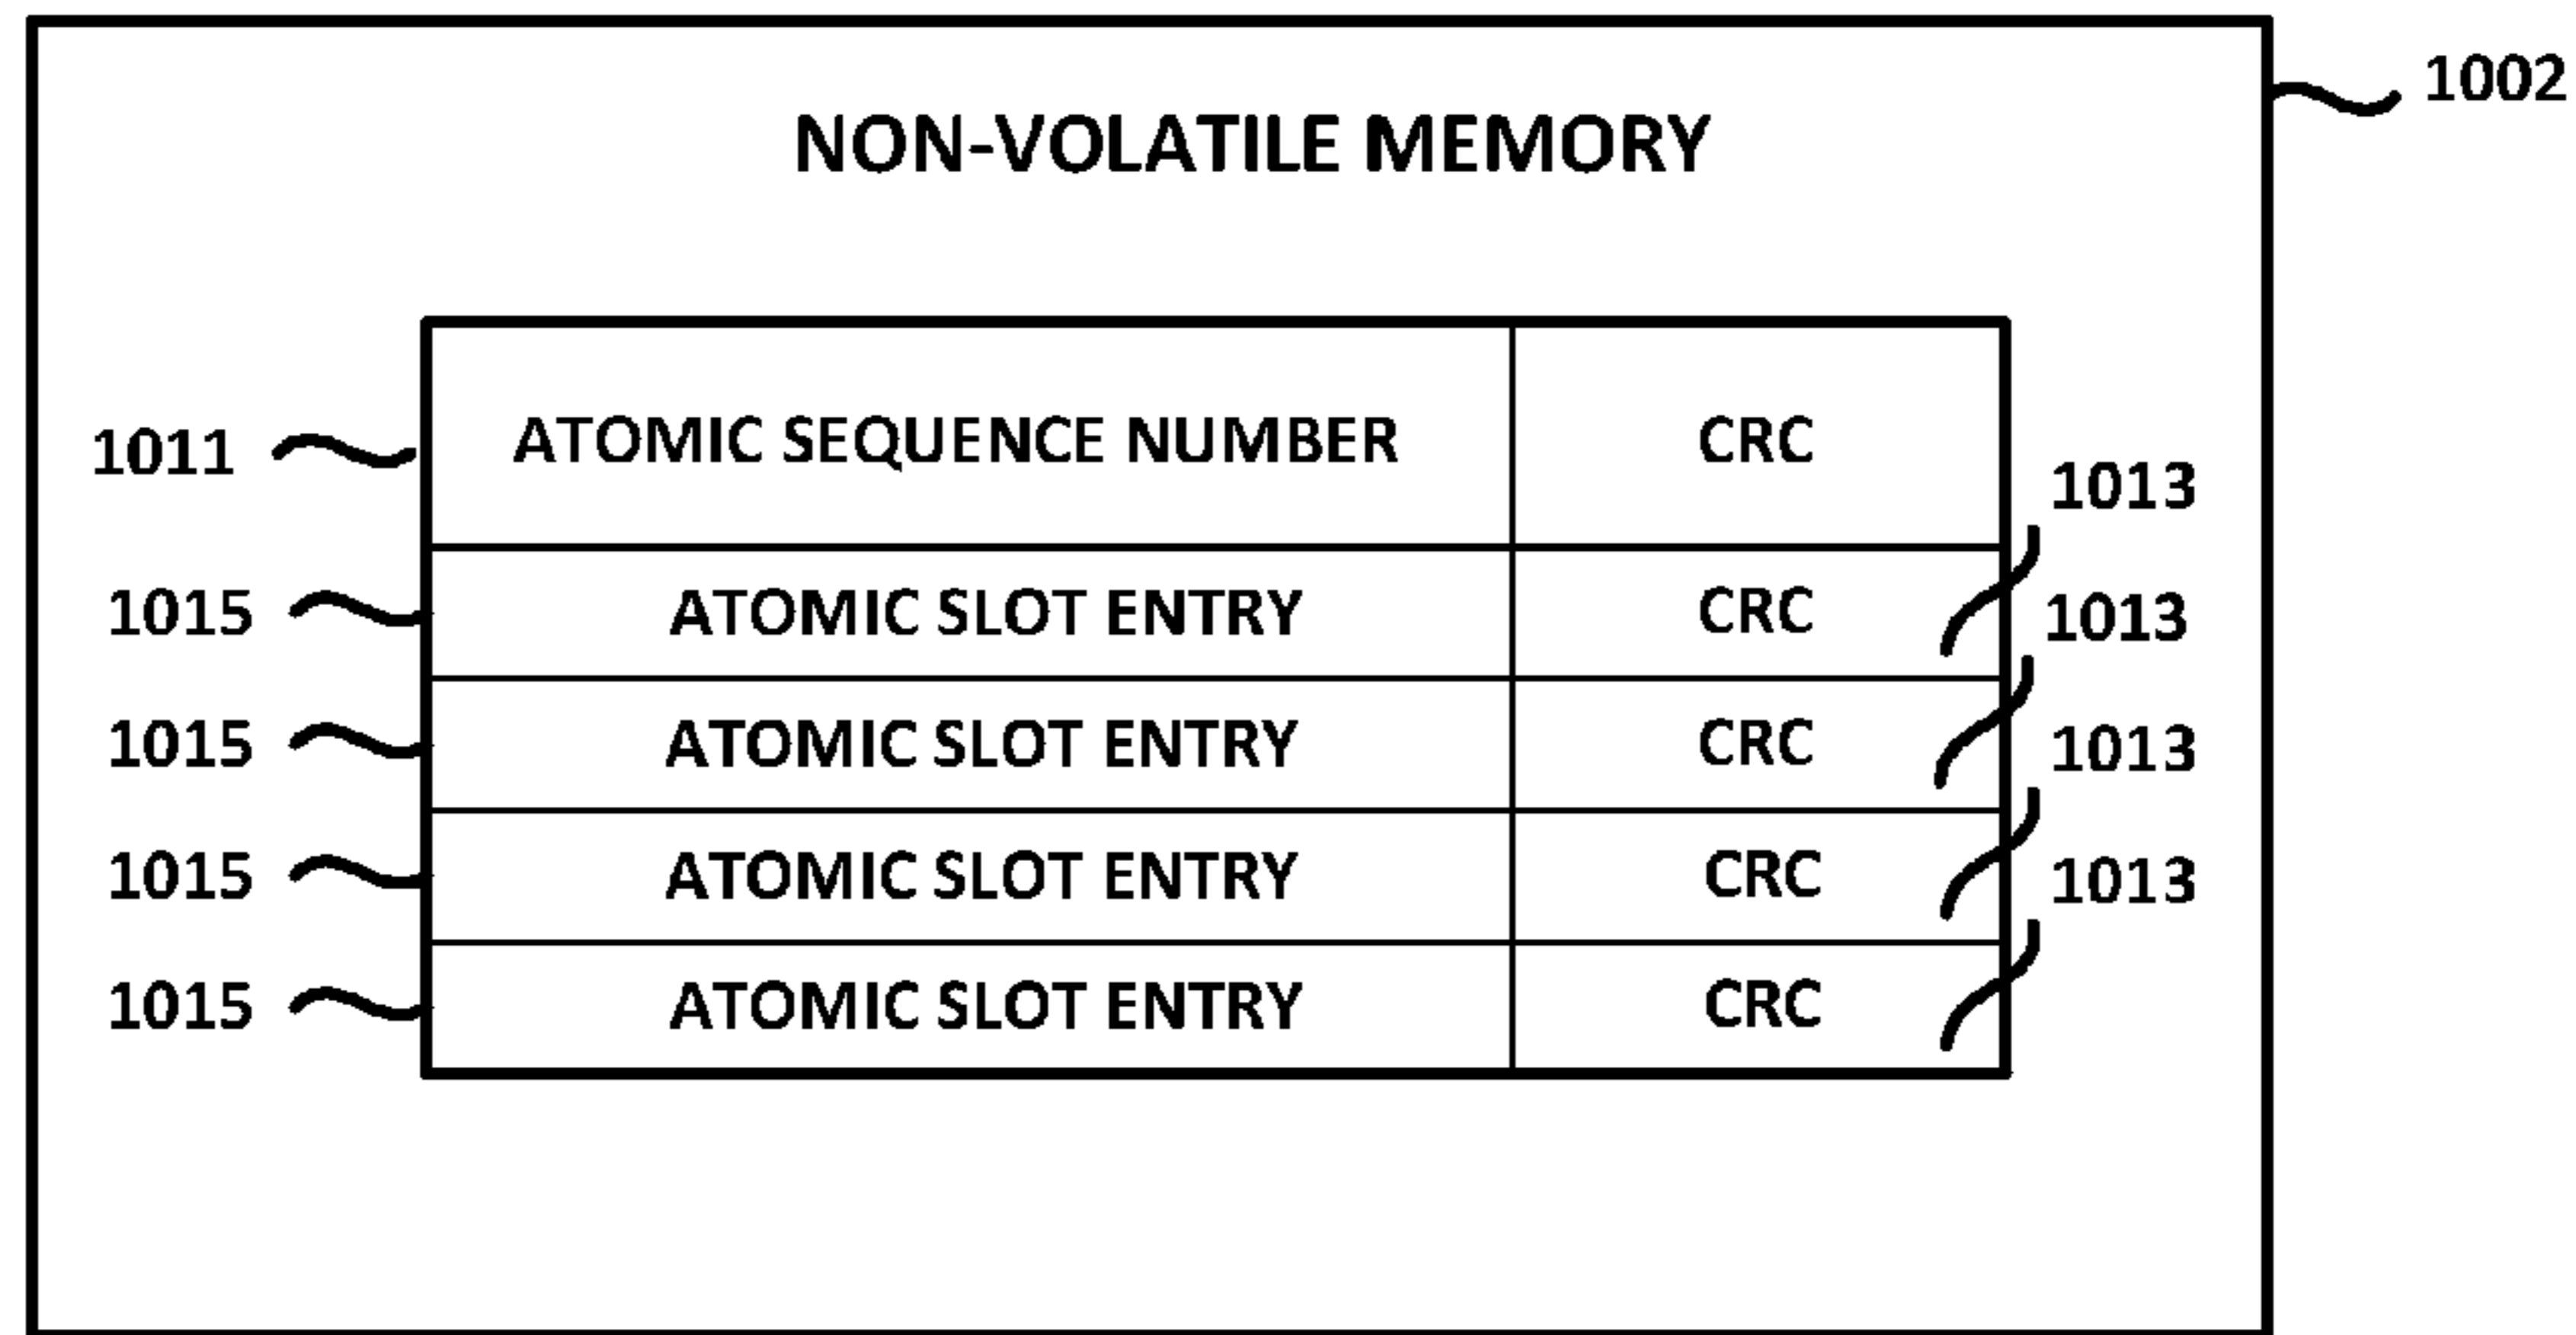 1002
NON-VOLATILE MEMORY
1011 ATOMIC SEQUENCE NUMBER CRC
1013
1015 ATOMIC SLOT ENTRY CRC 1013
1015 ATOMIC SLOT ENTRY CRC 1013
1015 ATOMIC SLOT ENTRY CRC 1013
1015 ATOMIC SLOT ENTRY CRC